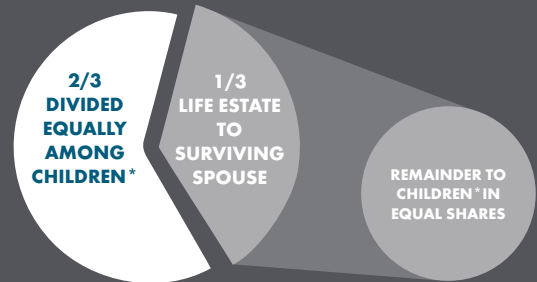 2/3
DIVIDED
EQUALLY
AMONG
CHILDREN*
1/3
LIFE ESTATE
TO
SURVIVING
SPOUSE
REMAINDER TO
CHILDREN* IN
EQUAL SHARES